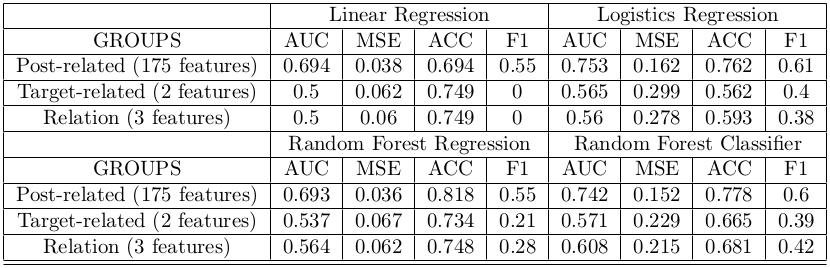 Linear Regression Logistics Regression
GROUPS AUC MSE ACC F1 AUC MSE ACC F1
Post-related (175 features) 0.694 0.038 0.694 0.55 0.753 0.162 0.762 0.61
Target-related (2 features) 0.5 0.062 0.749 0 0.565 0.299 0.562 0.4
Relation (3 features) 0.5 0.06 0.749 0 0.56 0.278 0.593 0.38
Random Forest Regression Random Forest Classifier
GROUPS AUC MSE ACC F1 AUC MSE ACC F1
Post-related (175 features) 0.693 0.036 0.818 0.55 0.742 0.152 0.778 0.6
Target-related (2 features) 0.537 0.067 0.734 0.21 0.571 0.229 0.665 0.39
Relation (3 features) 0.564 0.062 0.748 0.28 0.608 0.215 0.681 0.42